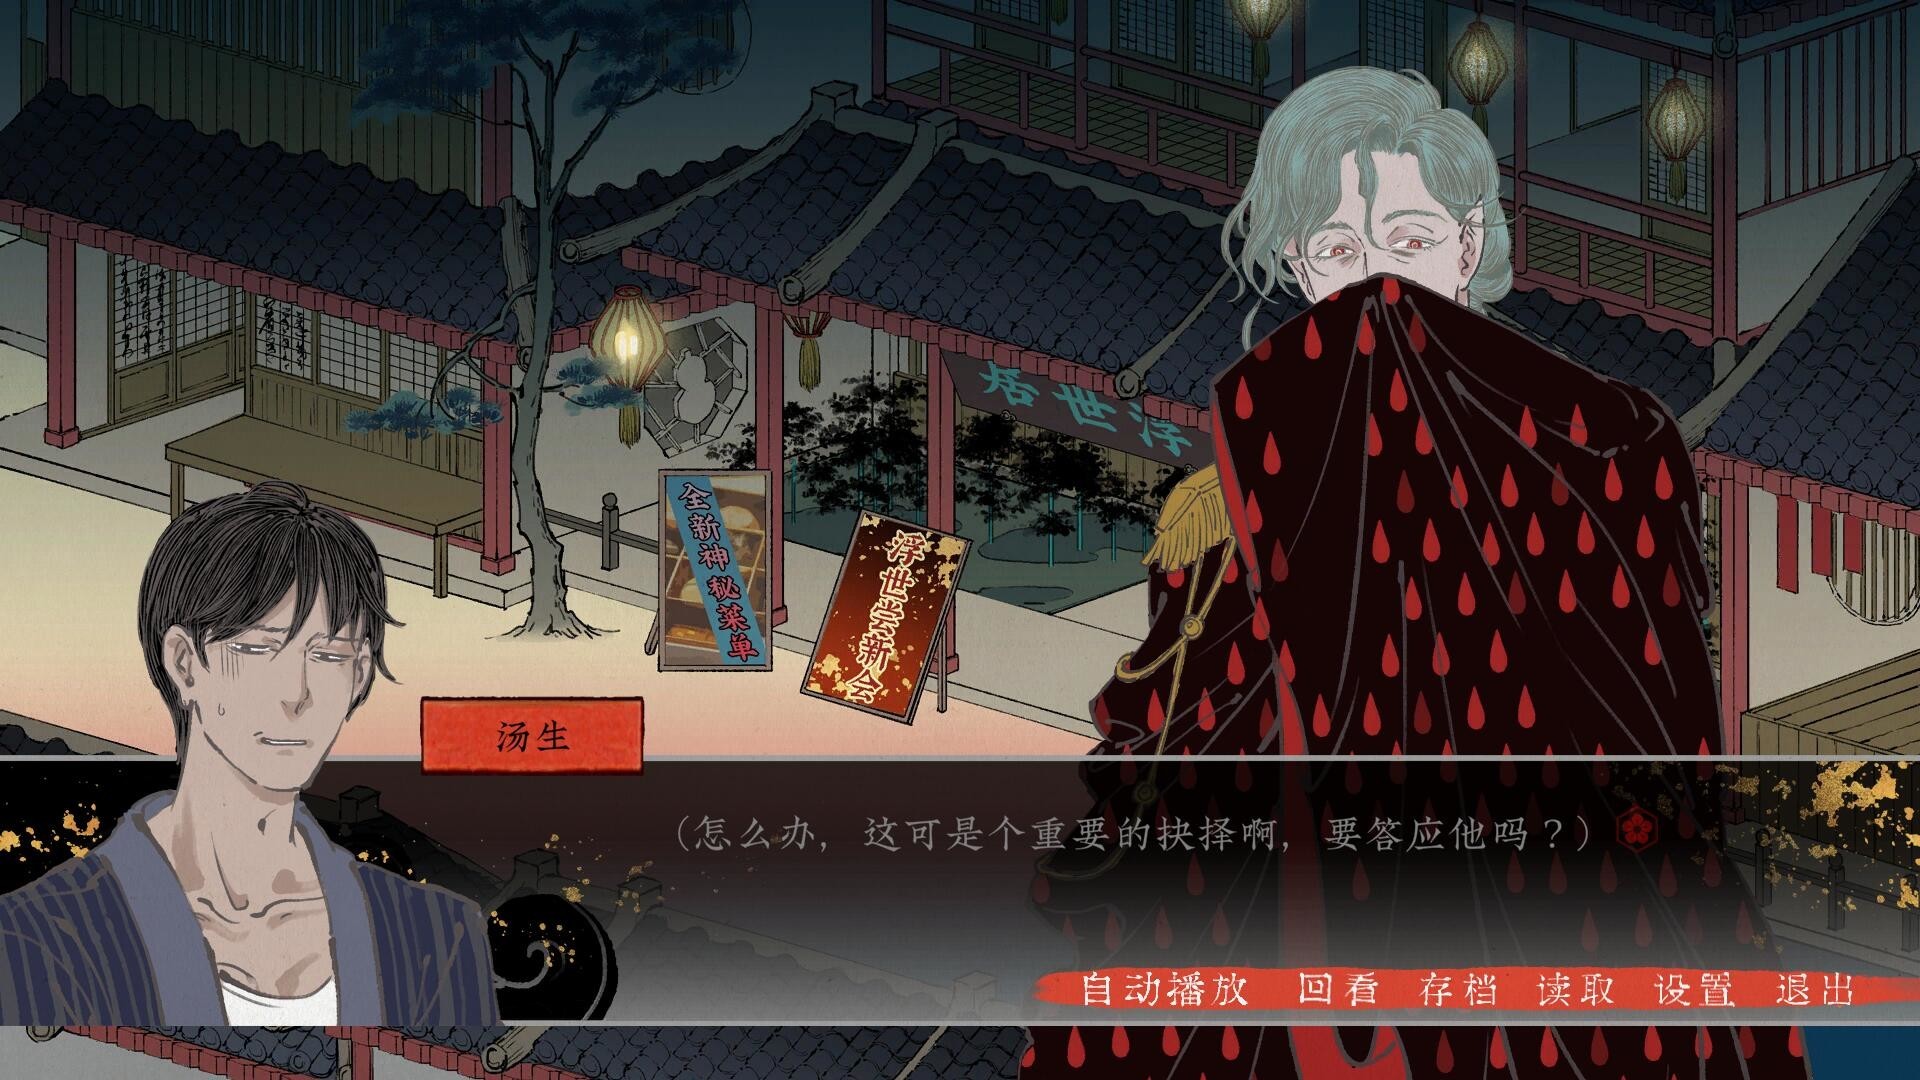 浮世居
全新神秘菜单
浮世尝新会
汤生
（怎么办，这可是个重要的抉择啊，要答应他吗？）
自动播放 回看 存档 读取 设置 退出